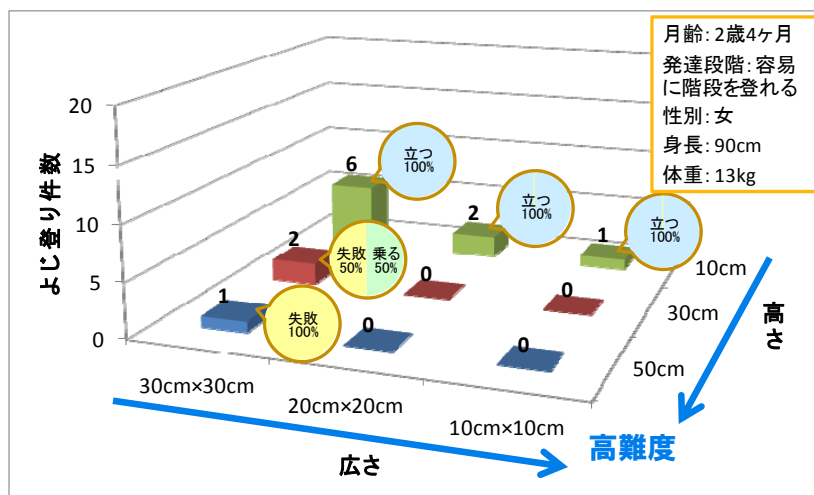 月齢：2歳4ヶ月
発達段階：容易
に階段を登れる
性別：女
身長：90cm
体重：13kg
よじ登り件数
20
15
10
5
0
6
立つ
100%
2
立つ
100%
1
立つ
100%
2
失敗
50%
乗る
50%
0
0
1
失敗
100%
0
0
10cm
30cm
50cm
高さ
30cm×30cm
20cm×20cm
10cm×10cm
広さ
高難度